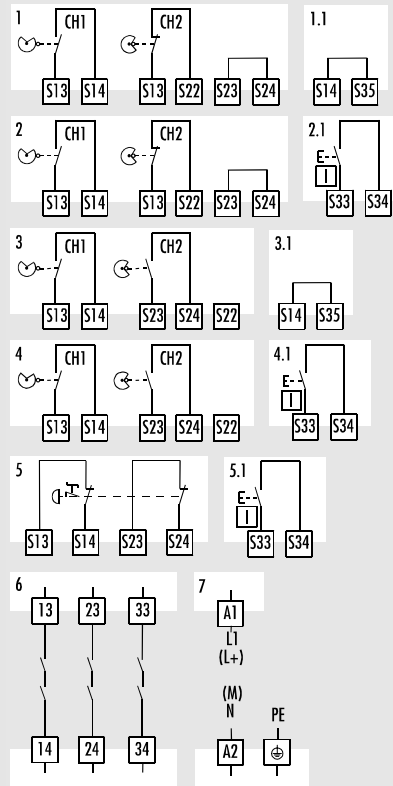 1 CH1 CH2
S13 S14 S13 S22 S23 S24
1.1
S14 S35
2 CH1 CH2
S13 S14 S13 S22 S23 S24
2.1
E
I
S33 S34
3 CH1 CH2
S13 S14 S23 S24 S22
3.1
S14 S35
4 CH1 CH2
S13 S14 S23 S24 S22
4.1
E
I
S33 S34
5
S13 S14 S23 S24
5.1
E
I
S33 S34
6
13 23 33
14 24 34
7
A1
L1
(L+)
(M)
N PE
A2